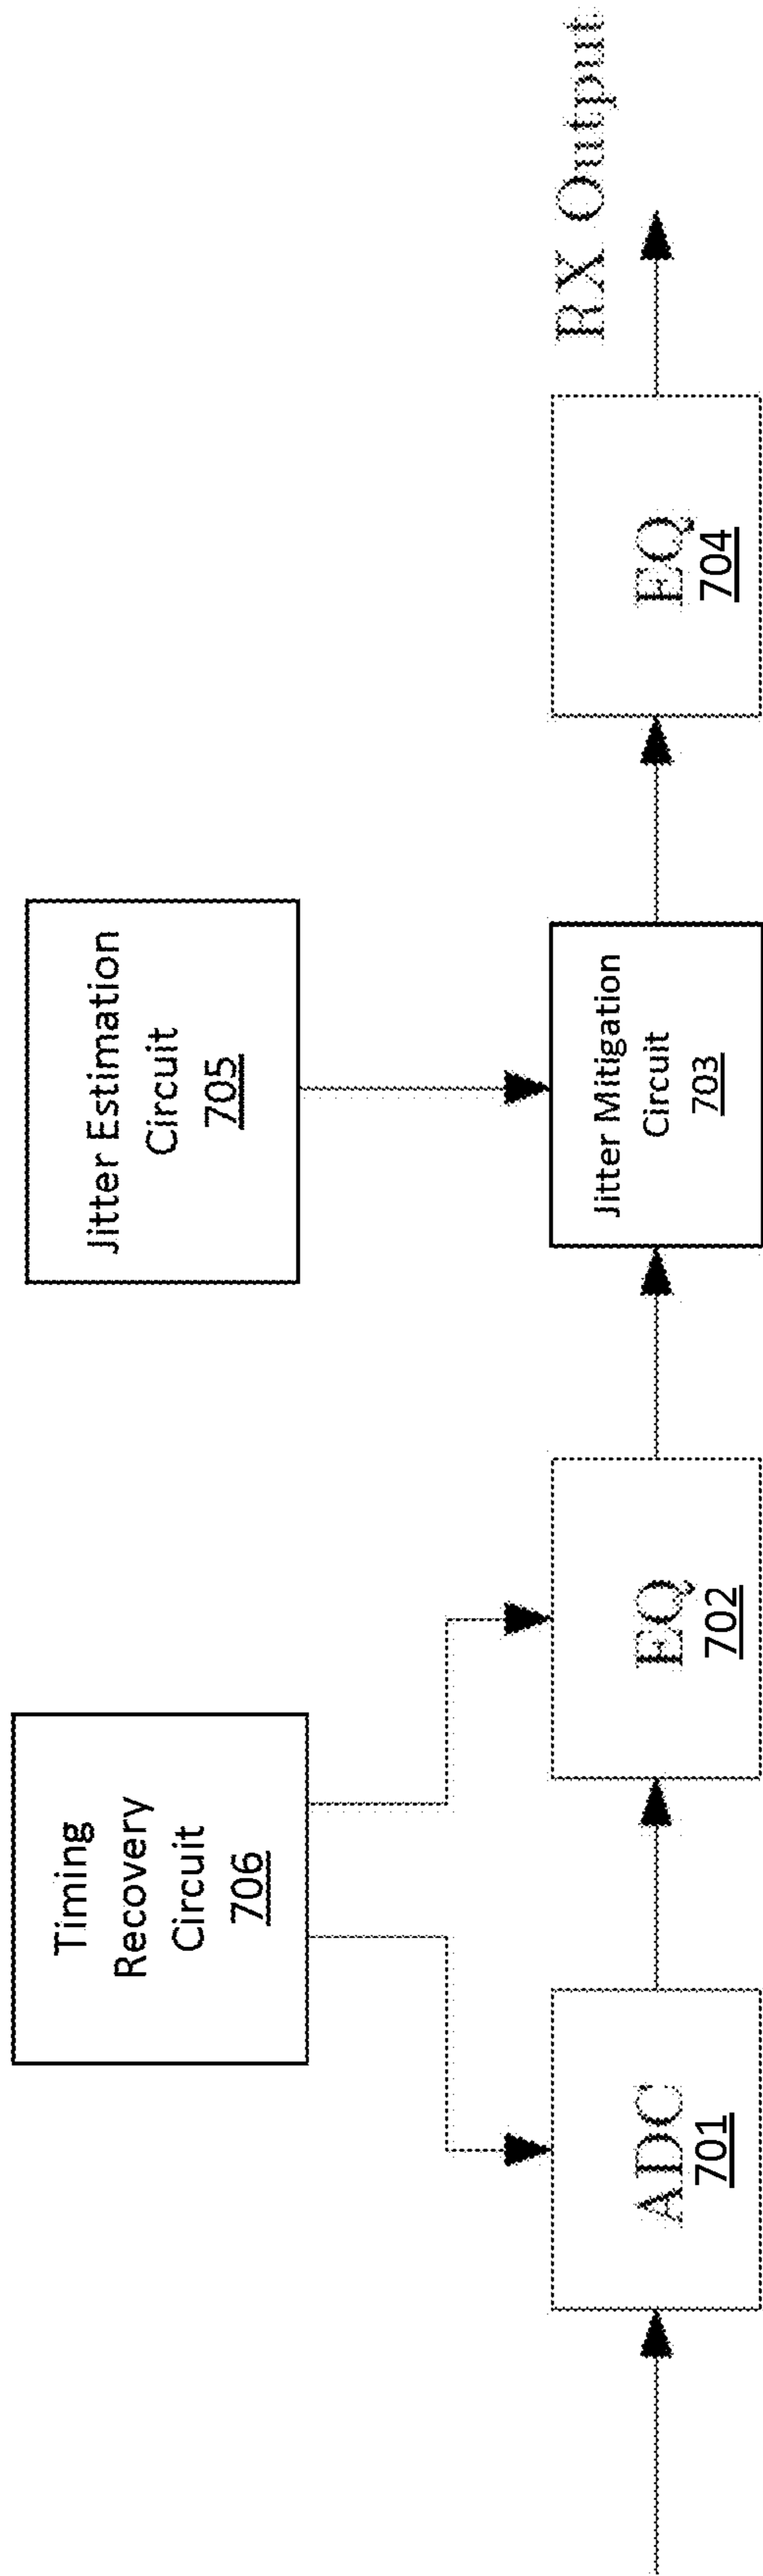 Timing
Recovery
Circuit
706
Jitter Estimation
Circuit
705
ADC
701
EQ
702
Jitter Mitigation
Circuit
703
EQ
704
RX Output